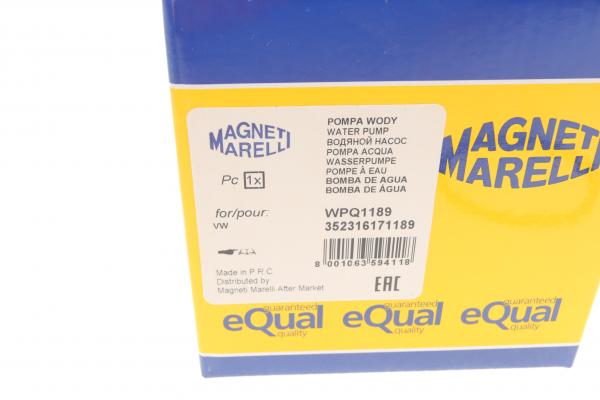 MAGNETI
MARELLI
POMPA WODY
WATER PUMP
ВОДЯНОЙ НАСОС
POMPA ACQUA
WASSERPUMPE
POMPE À EAU
BOMBA DE AGUA
BOMBA DE ÁGUA
Pc 1x
for/pour:
VW
WPQ1189
352316171189
8 001063 594118
Made in P.R.C.
Distributed by
Magneti Marelli After Market
EAC
MAGNETI
MARELLI
guaranteed
eQual
quality
guaranteed
eQual
quality
guaranteed
eQual
quality